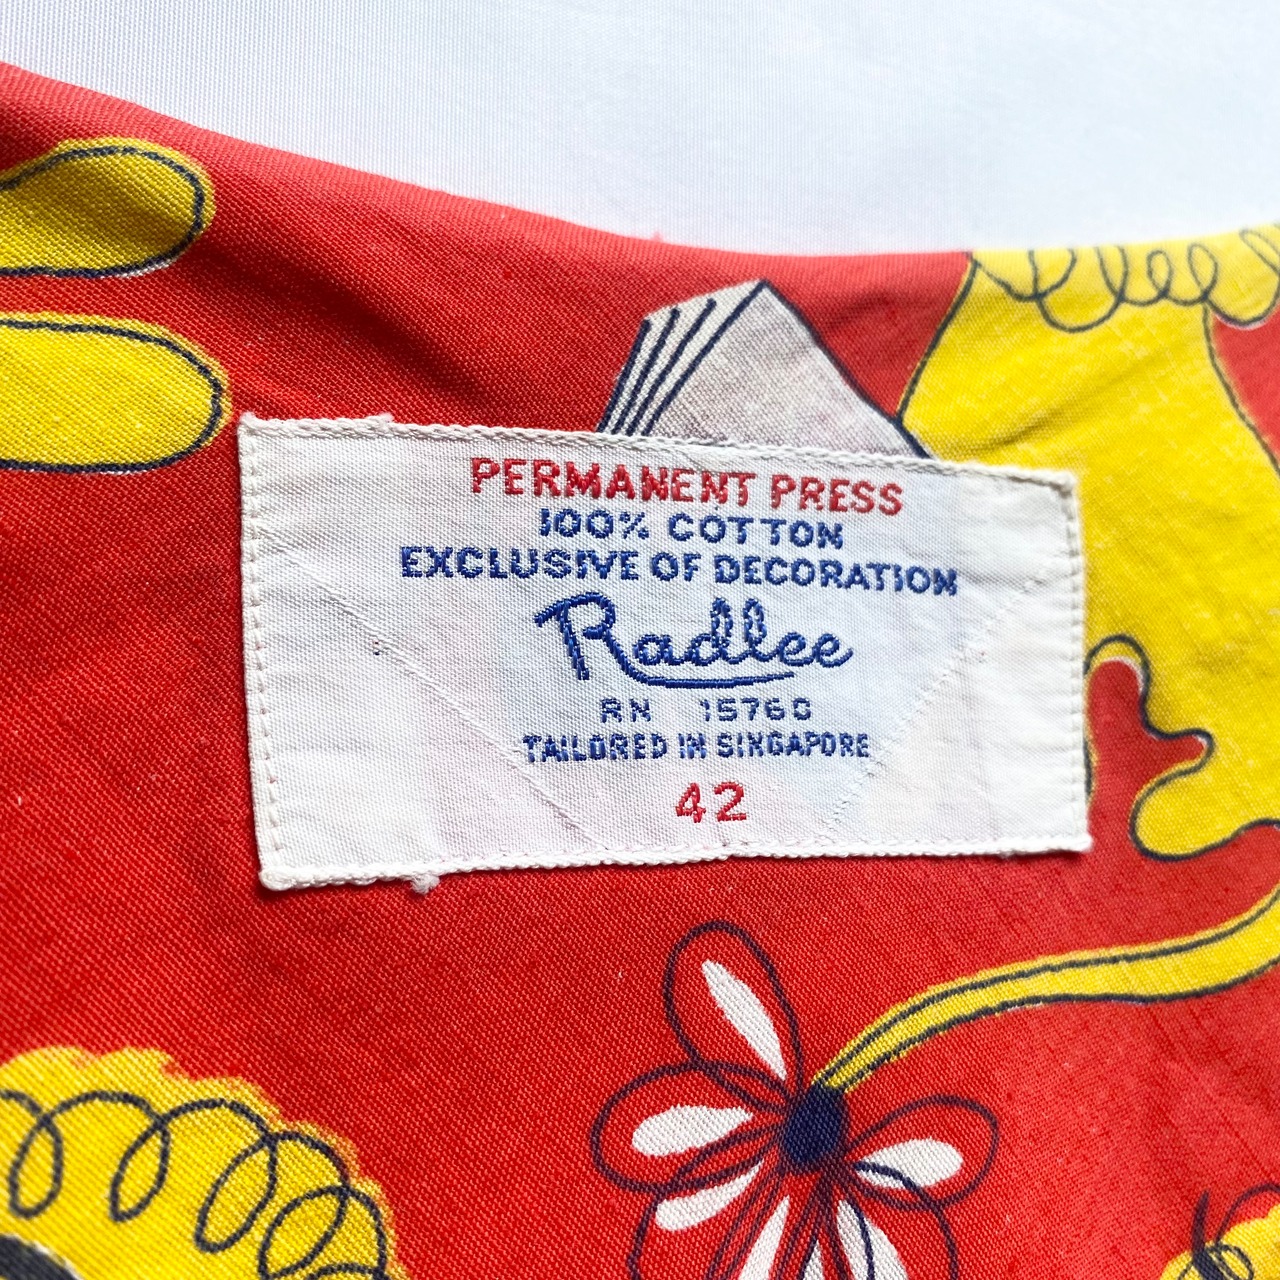 PERMANENT PRESS
100% COTTON
EXCLUSIVE OF DECORATION
Radlee
RN 15760
TAILORED IN SINGAPORE
42